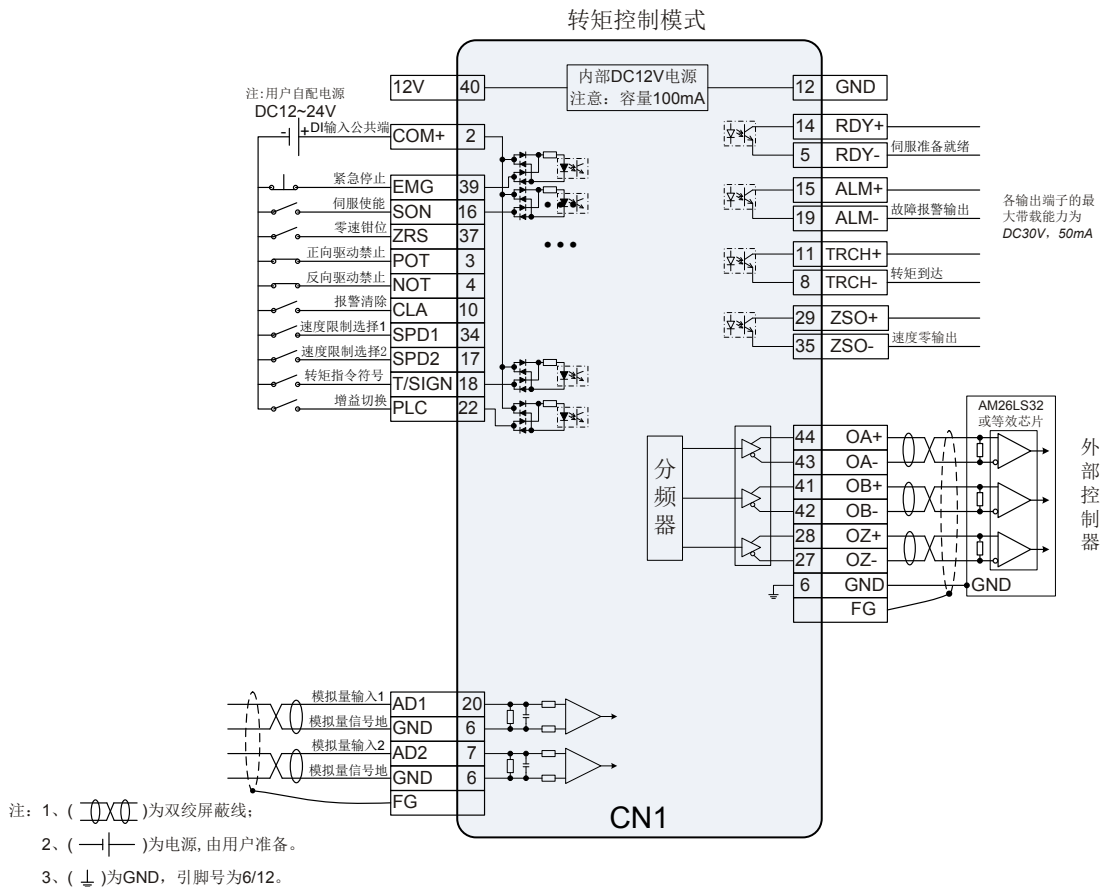 转矩控制模式
内部DC12V电源
注意：容量100mA
注:用户自配电源
DC12~24V
- + DI输入公共端
12V 40
COM+ 2
紧急停止 EMG 39
伺服使能 SON 16
零速钳位 ZRS 37
正向驱动禁止 POT 3
反向驱动禁止 NOT 4
报警清除 CLA 10
速度限制选择1 SPD1 34
速度限制选择2 SPD2 17
转矩指令符号 T/SIGN 18
增益切换 PLC 22
12 GND
14 RDY+
5 RDY- 伺服准备就绪
15 ALM+
19 ALM- 故障报警输出
11 TRCH+
8 TRCH- 转矩到达
29 ZSO+
35 ZSO- 速度零输出
各输出端子的最
大带载能力为
DC30V，50mA
分频器
44 OA+
43 OA-
41 OB+
42 OB-
28 OZ+
27 OZ-
6 GND
FG
AM26LS32
或等效芯片
GND
外部控制器
模拟量输入1 AD1 20
模拟量信号地 GND 6
模拟量输入2 AD2 7
模拟量信号地 GND 6
FG
CN1
注：1、( )为双绞屏蔽线;
2、( )为电源,由用户准备。
3、( )为GND，引脚号为6/12。